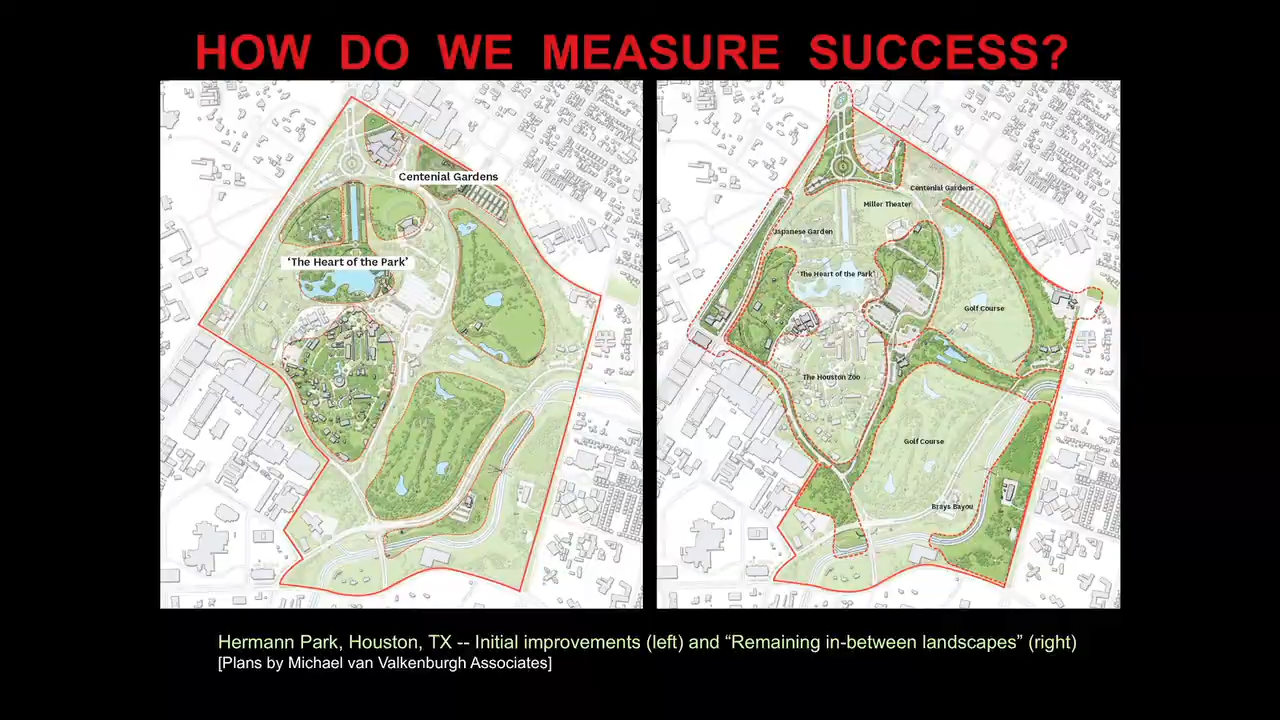 HOW DO WE MEASURE SUCCESS?
Centenial Gardens
'The Heart of the Park'
Centenial Gardens
Miller Theater
Japanese Garden
'The Heart of the Park'
Golf Course
The Houston Zoo
Golf Course
Brays Bayou
Hermann Park, Houston, TX -- Initial improvements (left) and “Remaining in-between landscapes” (right)
[Plans by Michael van Valkenburgh Associates]